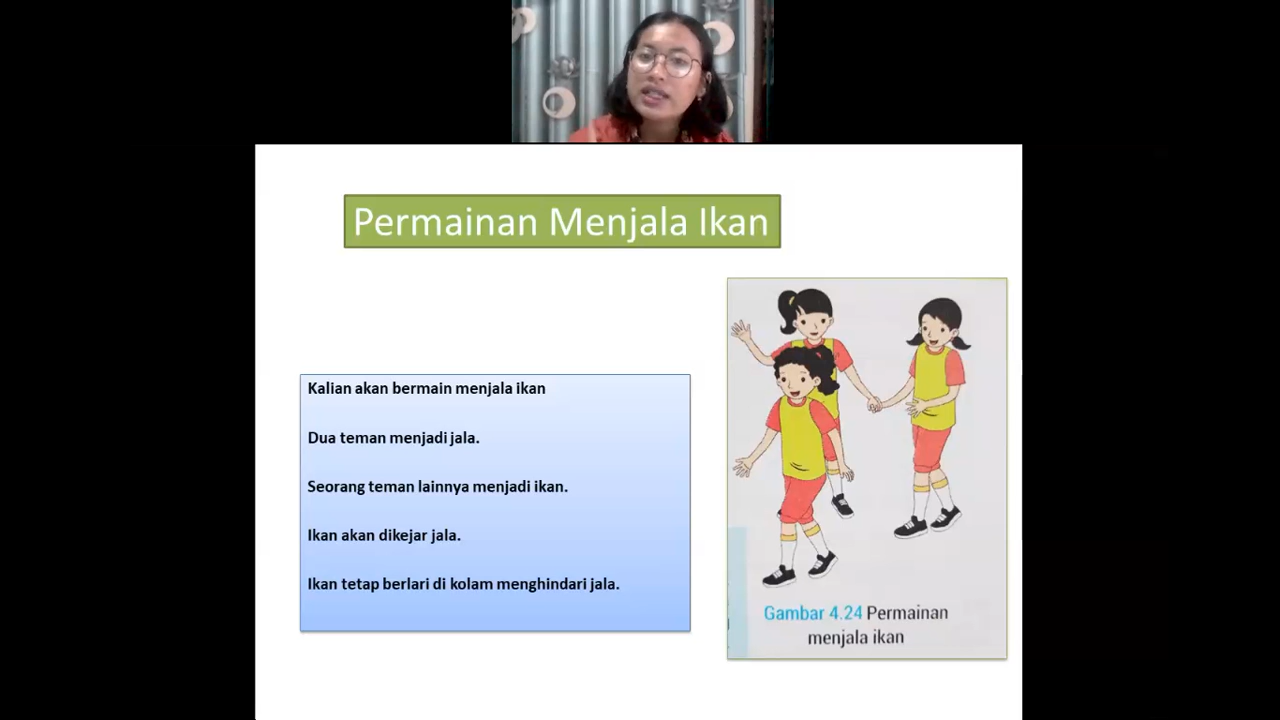 Permainan Menjala Ikan
Kalian akan bermain menjala ikan
Dua teman menjadi jala.
Seorang teman lainnya menjadi ikan.
Ikan akan dikejar jala.
Ikan tetap berlari di kolam menghindari jala.
Gambar 4.24 Permainan
menjala ikan